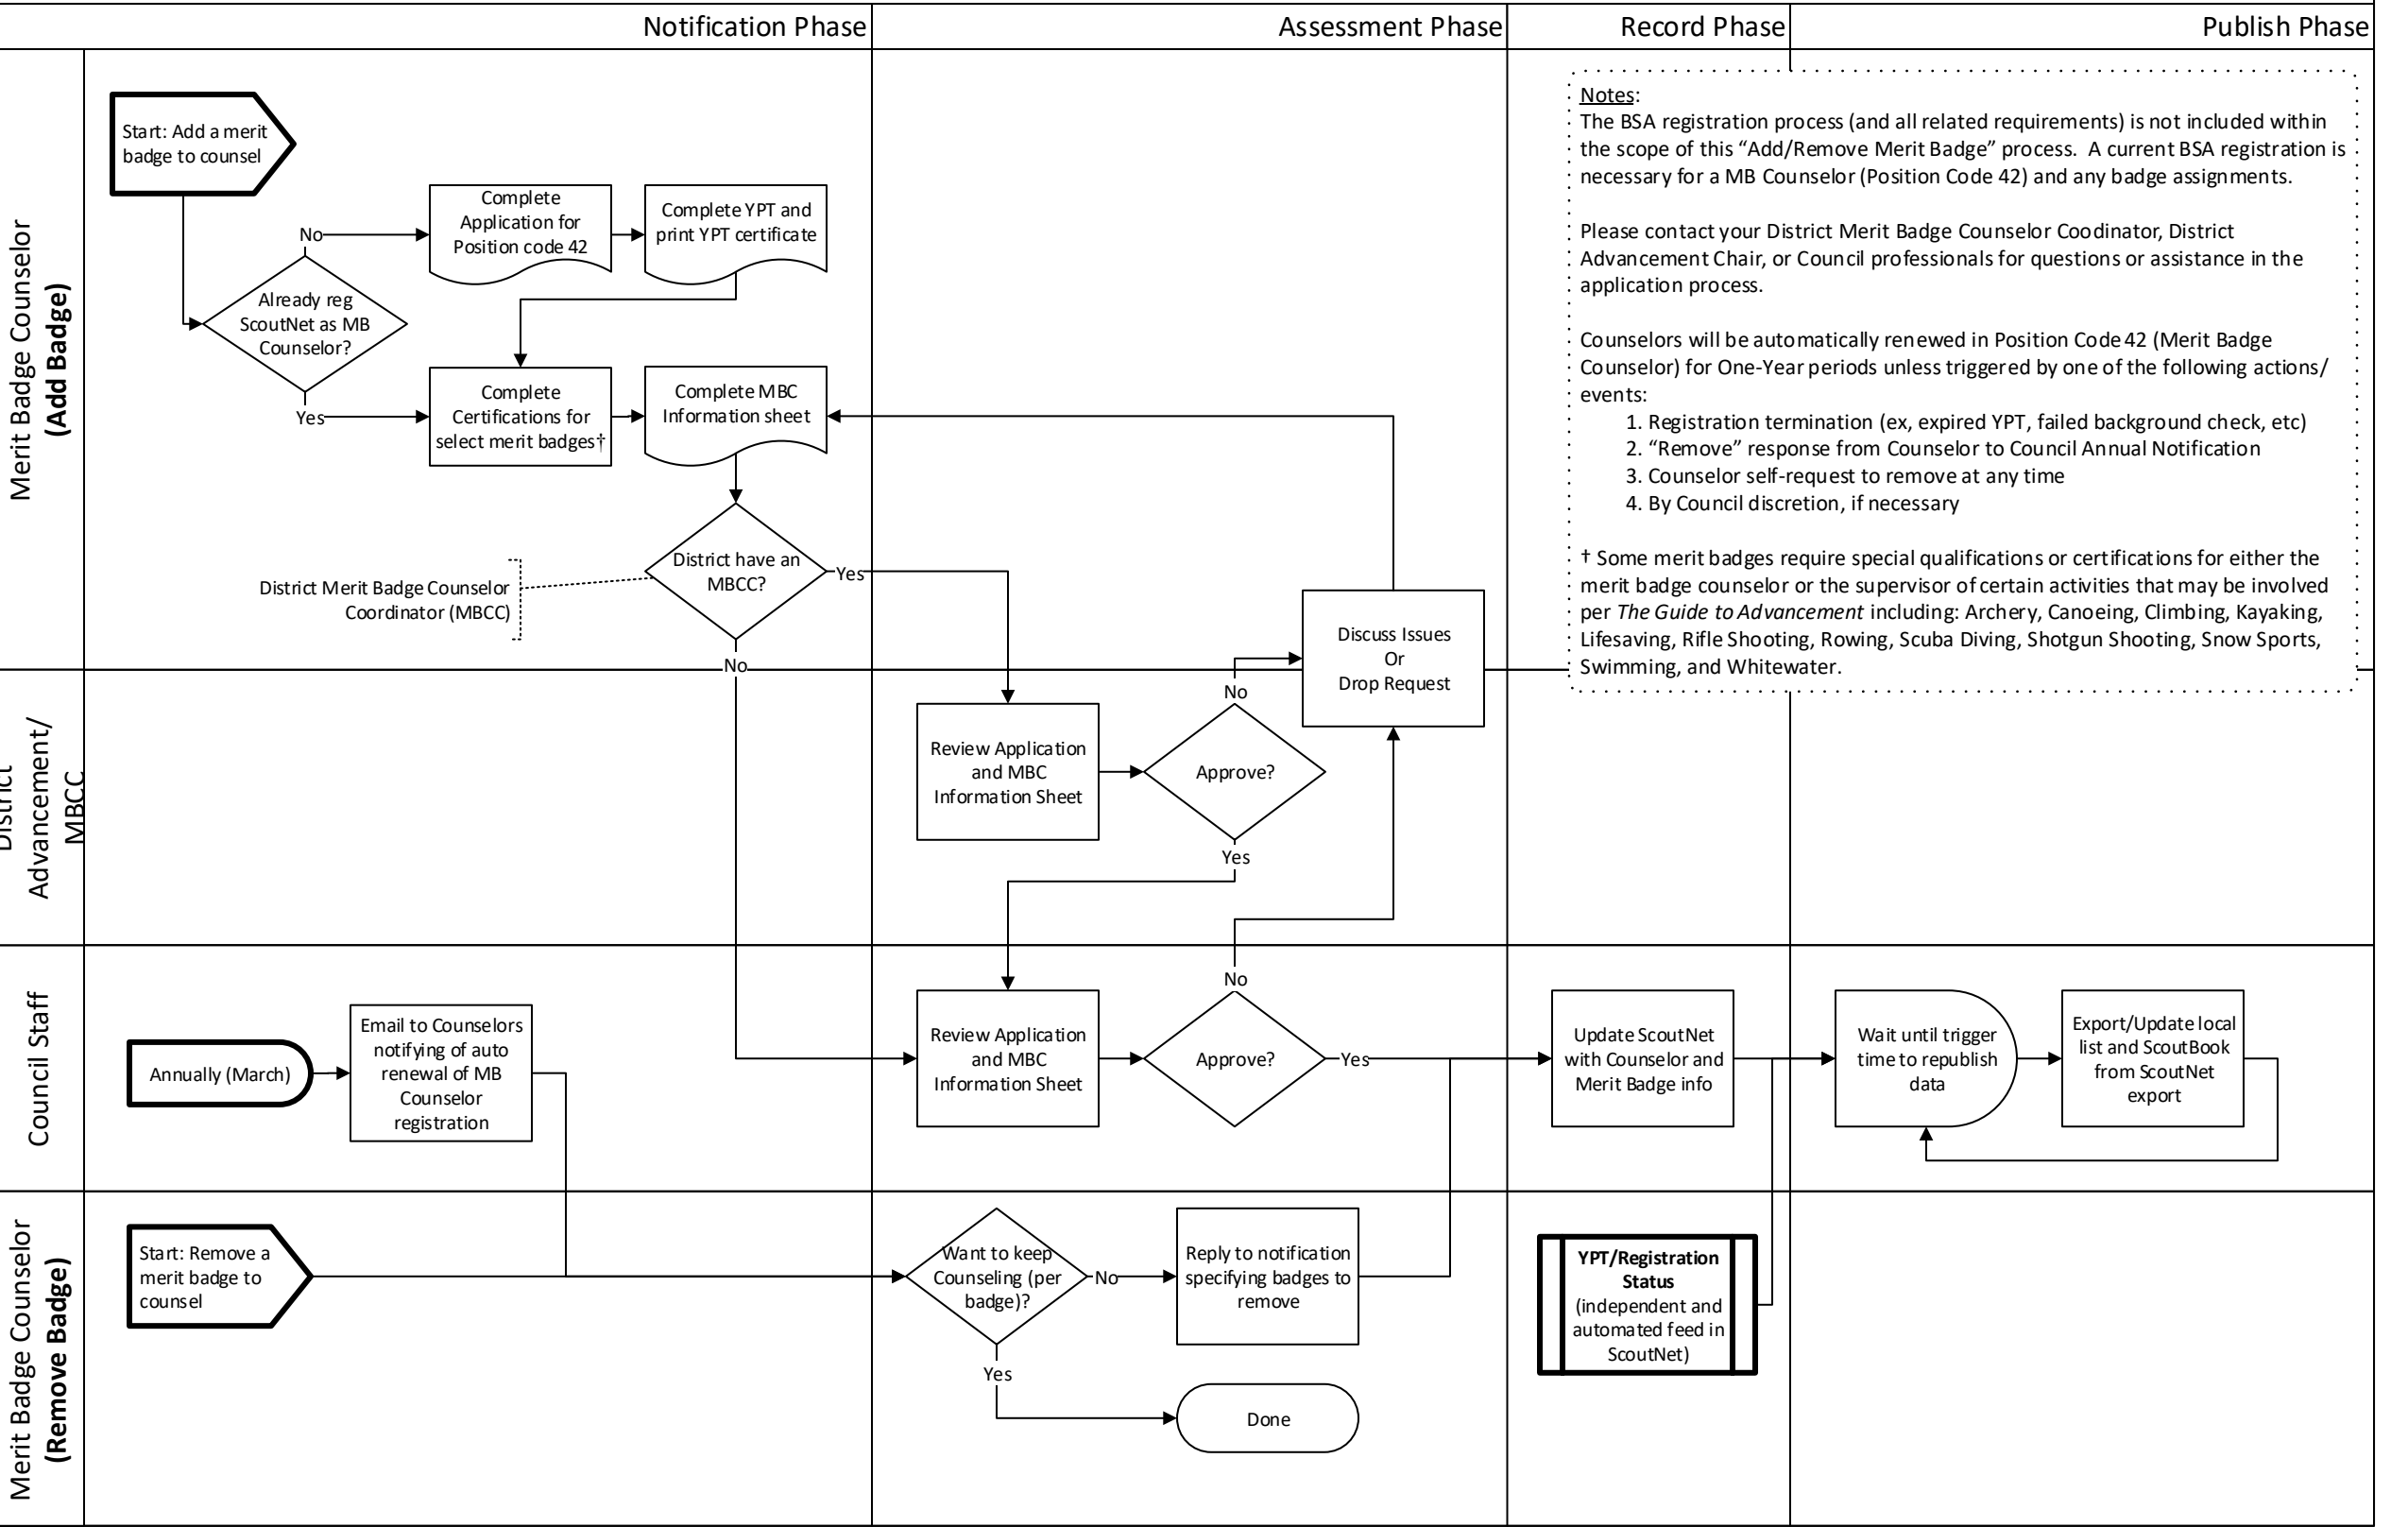 Notification Phase
Assessment Phase
Record Phase
Publish Phase
Merit Badge Counselor
(Add Badge)
Start: Add a merit
badge to counsel
Already reg
ScoutNet as MB
Counselor?
No
Yes
Complete
Application for
Position code 42
Complete YPT and
print YPT certificate
Complete
Certifications for
select merit badges†
Complete MBC
Information sheet
District have an
MBCC?
Yes
No
District Merit Badge Counselor
Coordinator (MBCC)
Discuss Issues
Or
Drop Request
Notes:
The BSA registration process (and all related requirements) is not included within
the scope of this “Add/Remove Merit Badge” process.  A current BSA registration is
necessary for a MB Counselor (Position Code 42) and any badge assignments.
Please contact your District Merit Badge Counselor Coodinator, District
Advancement Chair, or Council professionals for questions or assistance in the
application process.
Counselors will be automatically renewed in Position Code 42 (Merit Badge
Counselor) for One-Year periods unless triggered by one of the following actions/
events:
1. Registration termination (ex, expired YPT, failed background check, etc)
2. “Remove” response from Counselor to Council Annual Notification
3. Counselor self-request to remove at any time
4. By Council discretion, if necessary
† Some merit badges require special qualifications or certifications for either the
merit badge counselor or the supervisor of certain activities that may be involved
per The Guide to Advancement including: Archery, Canoeing, Climbing, Kayaking,
Lifesaving, Rifle Shooting, Rowing, Scuba Diving, Shotgun Shooting, Snow Sports,
Swimming, and Whitewater.
District
Advancement/
MBCC
Review Application
and MBC
Information Sheet
Approve?
No
Yes
Council Staff
Annually (March)
Email to Counselors
notifying of auto
renewal of MB
Counselor
registration
Review Application
and MBC
Information Sheet
Approve?
No
Yes
Update ScoutNet
with Counselor and
Merit Badge info
Wait until trigger
time to republish
data
Export/Update local
list and ScoutBook
from ScoutNet
export
Merit Badge Counselor
(Remove Badge)
Start: Remove a
merit badge to
counsel
Want to keep
Counseling (per
badge)?
No
Yes
Reply to notification
specifying badges to
remove
Done
YPT/Registration
Status
(independent and
automated feed in
ScoutNet)